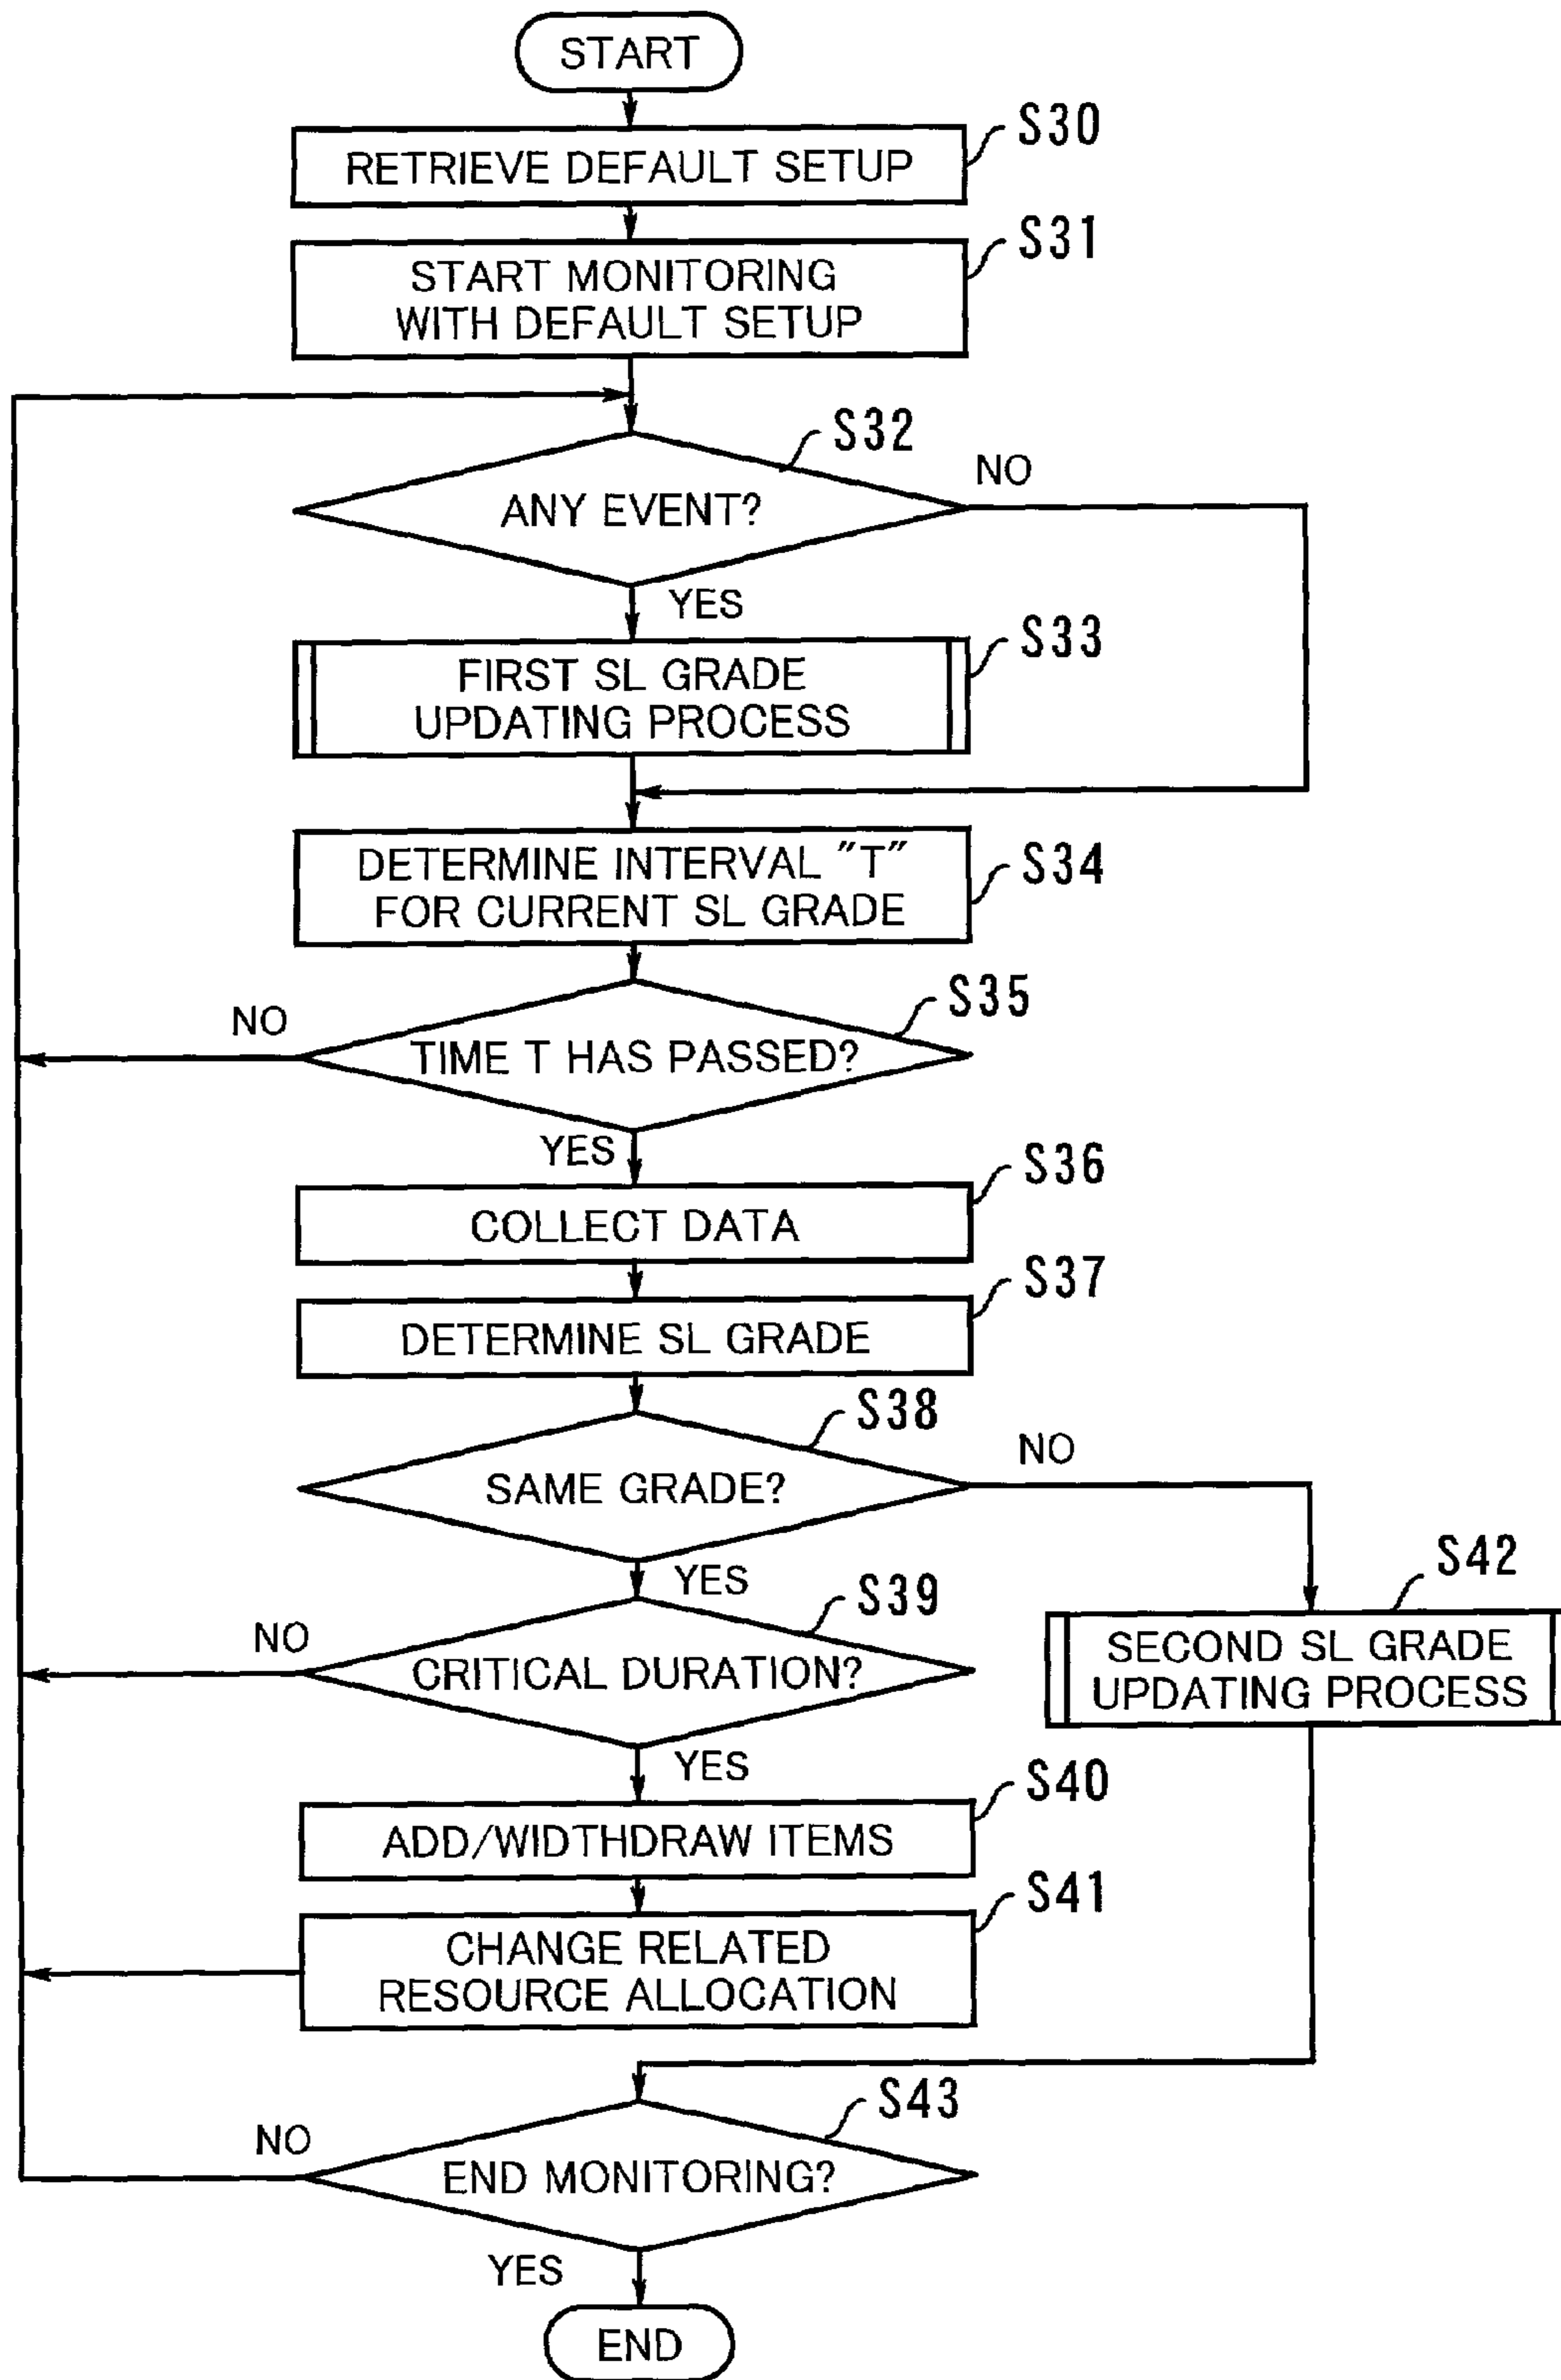 START
S30
RETRIEVE DEFAULT SETUP
S31
START MONITORING
WITH DEFAULT SETUP
S32
NO
ANY EVENT?
YES
S33
FIRST SL GRADE
UPDATING PROCESS
DETERMINE INTERVAL "T"
FOR CURRENT SL GRADE
S34
S35
NO
TIME T HAS PASSED?
YES
S36
COLLECT DATA
S37
DETERMINE SL GRADE
S38
NO
SAME GRADE?
YES
S39
S42
NO
CRITICAL DURATION?
SECOND SL GRADE
UPDATING PROCESS
YES
S40
ADD/WIDTHDRAW ITEMS
S41
CHANGE RELATED
RESOURCE ALLOCATION
S43
NO
END MONITORING?
YES
END